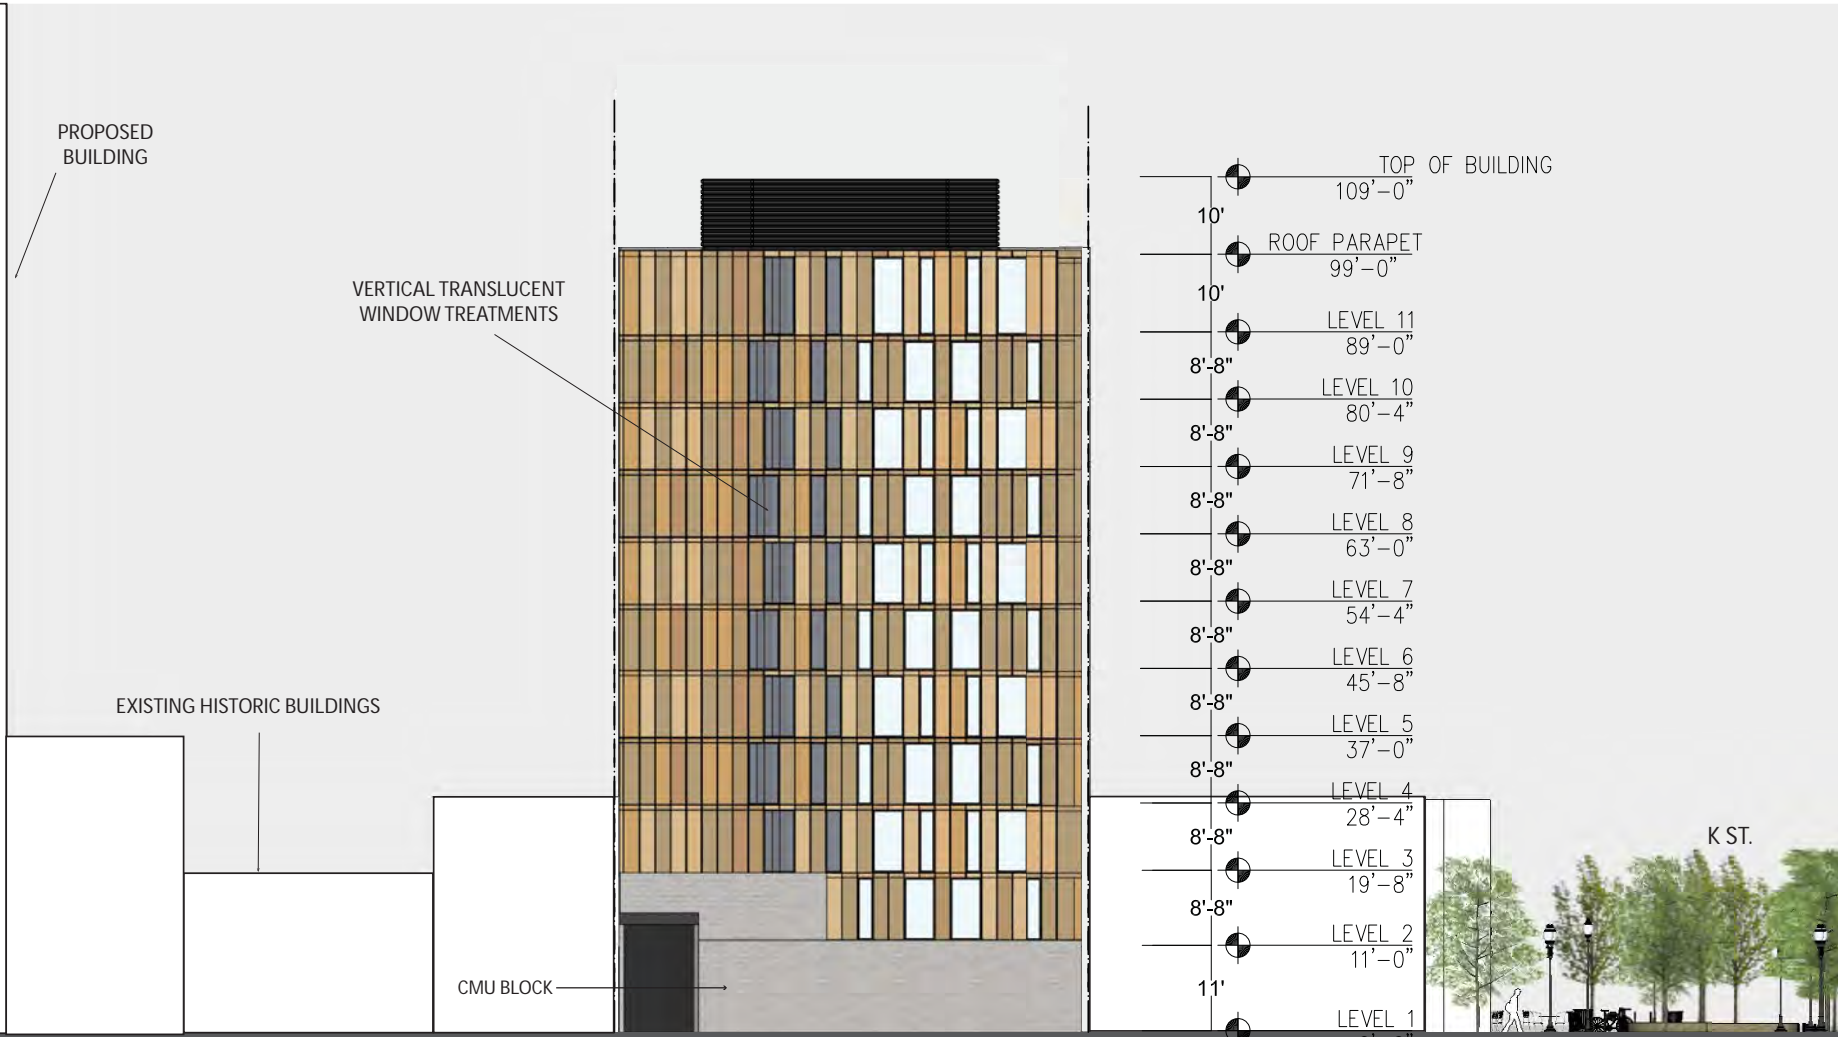 PROPOSED
BUILDING
VERTICAL TRANSLUCENT
WINDOW TREATMENTS
EXISTING HISTORIC BUILDINGS
CMU BLOCK
TOP OF BUILDING
109'-0"
10'
ROOF PARAPET
99'-0"
10'
LEVEL 11
89'-0"
8'-8"
LEVEL 10
80'-4"
8'-8"
LEVEL 9
71'-8"
8'-8"
LEVEL 8
63'-0"
8'-8"
LEVEL 7
54'-4"
8'-8"
LEVEL 6
45'-8"
8'-8"
LEVEL 5
37'-0"
8'-8"
LEVEL 4
28'-4"
8'-8"
LEVEL 3
19'-8"
8'-8"
LEVEL 2
11'-0"
11'
LEVEL 1
K ST.